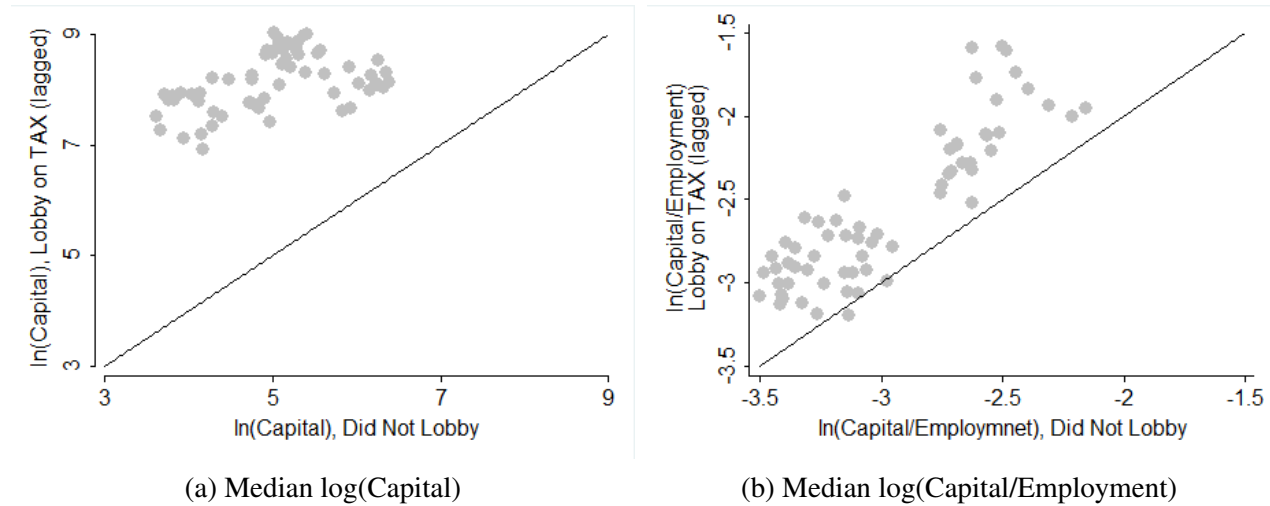 ln(Capital), Lobby on TAX (lagged)
9
7
5
3
3
5
7
9
ln(Capital), Did Not Lobby
(a) Median log(Capital)
ln(Capital/Employment)
Lobby on TAX (lagged)
-1.5
-2
-2.5
-3
-3.5
-3.5
-3
-2.5
-2
-1.5
ln(Capital/Employmnet), Did Not Lobby
(b) Median log(Capital/Employment)